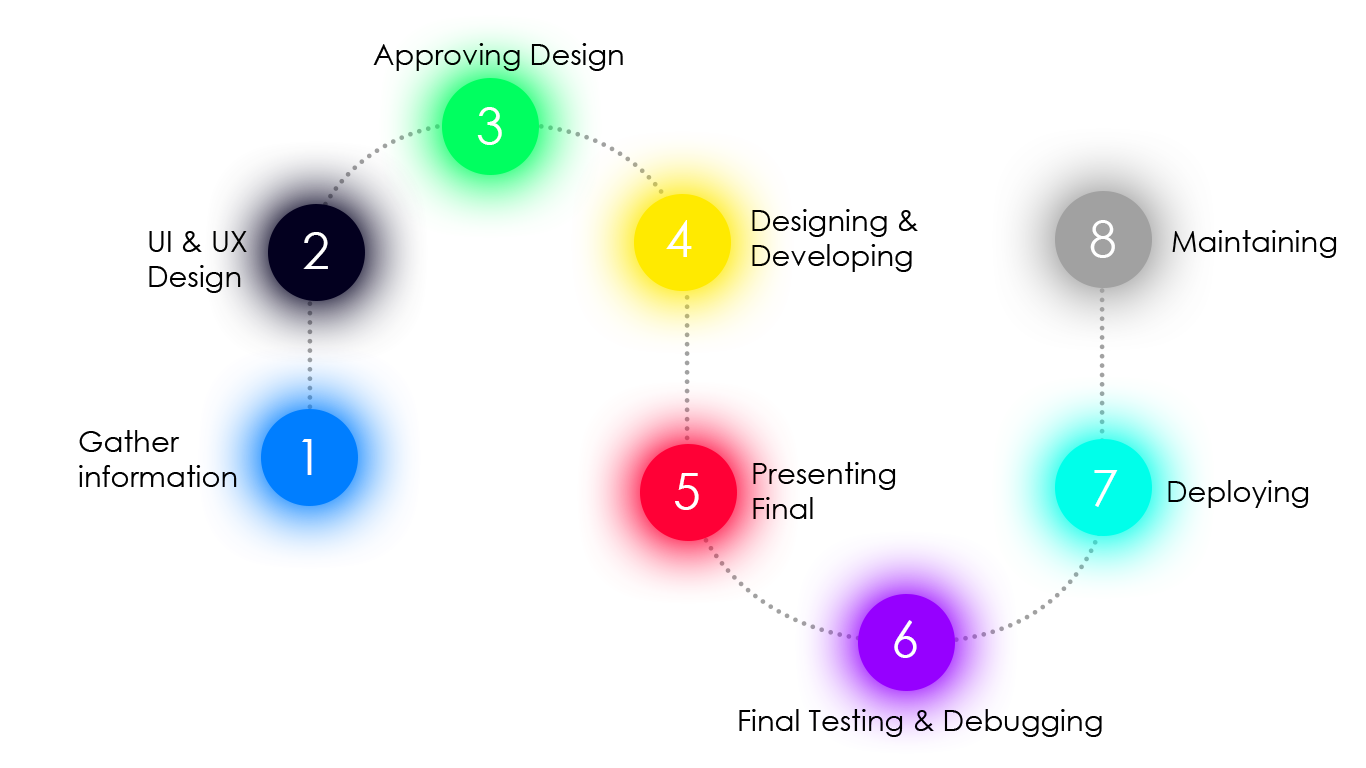 1
Gather
information
2
UI & UX
Design
3
Approving Design
4
Designing &
Developing
5
Presenting
Final
6
Final Testing & Debugging
7
Deploying
8
Maintaining